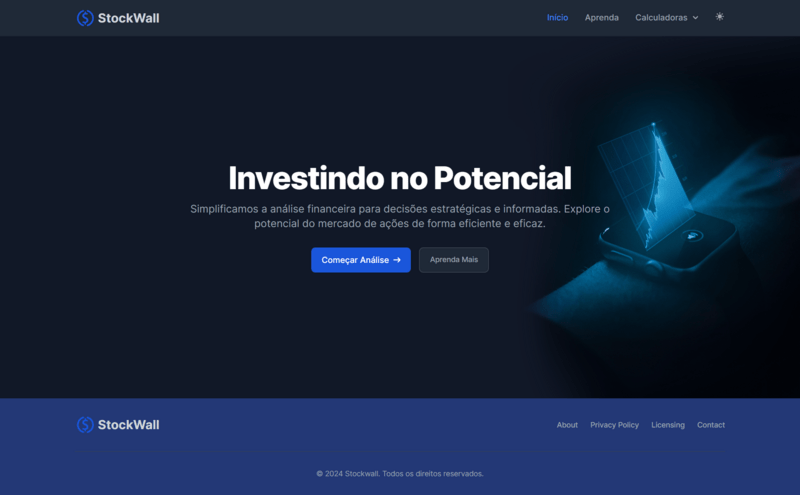 StockWall
Início
Aprenda
Calculadoras
Investindo no Potencial
Simplificamos a análise financeira para decisões estratégicas e informadas. Explore o
potencial do mercado de ações de forma eficiente e eficaz.
Começar Análise →
Aprenda Mais
StockWall
About
Privacy Policy
Licensing
Contact
© 2024 Stockwall. Todos os direitos reservados.